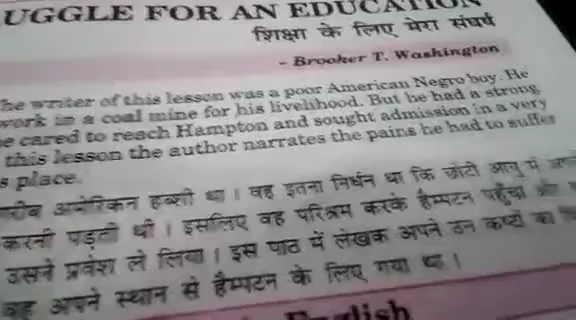 UGGLE FOR AN EDUCATION
शिक्षा के लिए मेरा संघर्ष
- Brooker T. Washington
The writer of this lesson was a poor American Negro boy. He
work in a coal mine for his livelihood. But he had a strong
cared to reach Hampton and sought admission in a very
this lesson the author narrates the pains he had to suffer
place.
गरीब अमेरिकन हब्शी था । वह इतना निर्धन था कि छोटी आयु में
करनी पड़ती थी । इसलिए वह परिश्रम करके हैम्पटन पहुँचा
उसने प्रवेश ले लिया । इस पाठ में लेखक अपने उन कष्टों का
वह अपने स्थान से हैम्पटन के लिए गया था ।
English